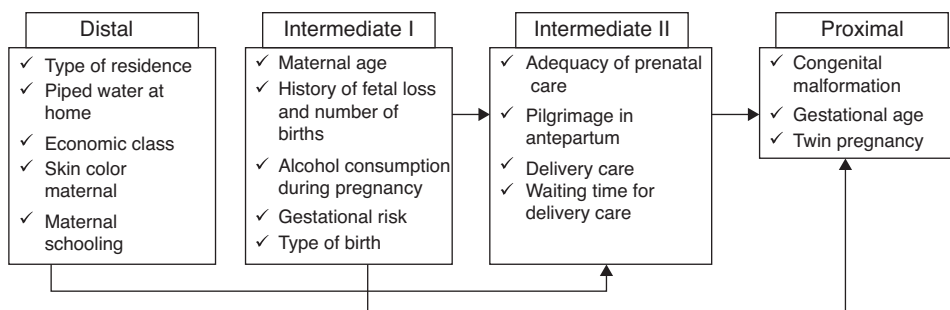 Distal
✓ Type of residence
✓ Piped water at
home
✓ Economic class
✓ Skin color
maternal
✓ Maternal
schooling
Intermediate I
✓ Maternal age
✓ History of fetal loss
and number of
births
✓ Alcohol consumption
during pregnancy
✓ Gestational risk
✓ Type of birth
Intermediate II
✓ Adequacy of prenatal
care
✓ Pilgrimage in
antepartum
✓ Delivery care
✓ Waiting time for
delivery care
Proximal
✓ Congenital
malformation
✓ Gestational age
✓ Twin pregnancy